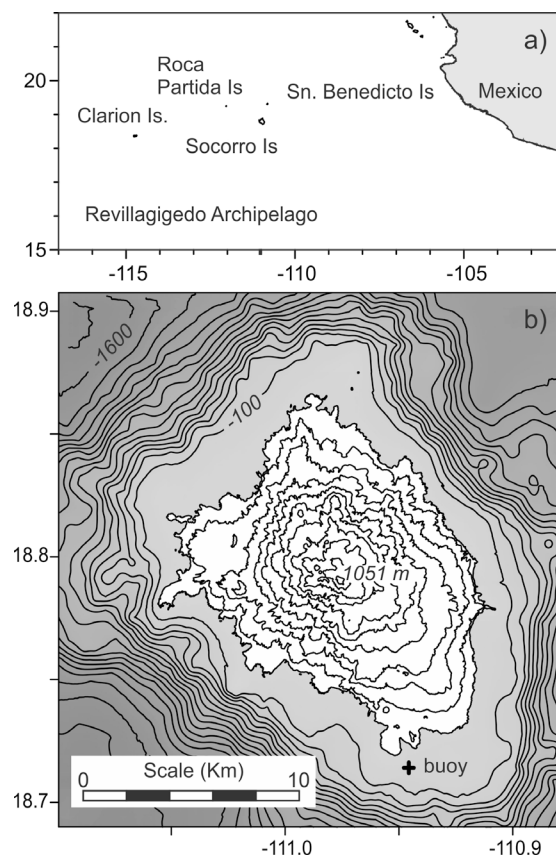 a)
20
Roca
Partida Is
Sn. Benedicto Is
Mexico
Clarion Is.
Socorro Is
Revillagigedo Archipelago
15
-115
-110
-105
18.9
b)
-1600
-100
18.8
1051 m
buoy
Scale (Km)
0
10
18.7
-111.0
-110.9